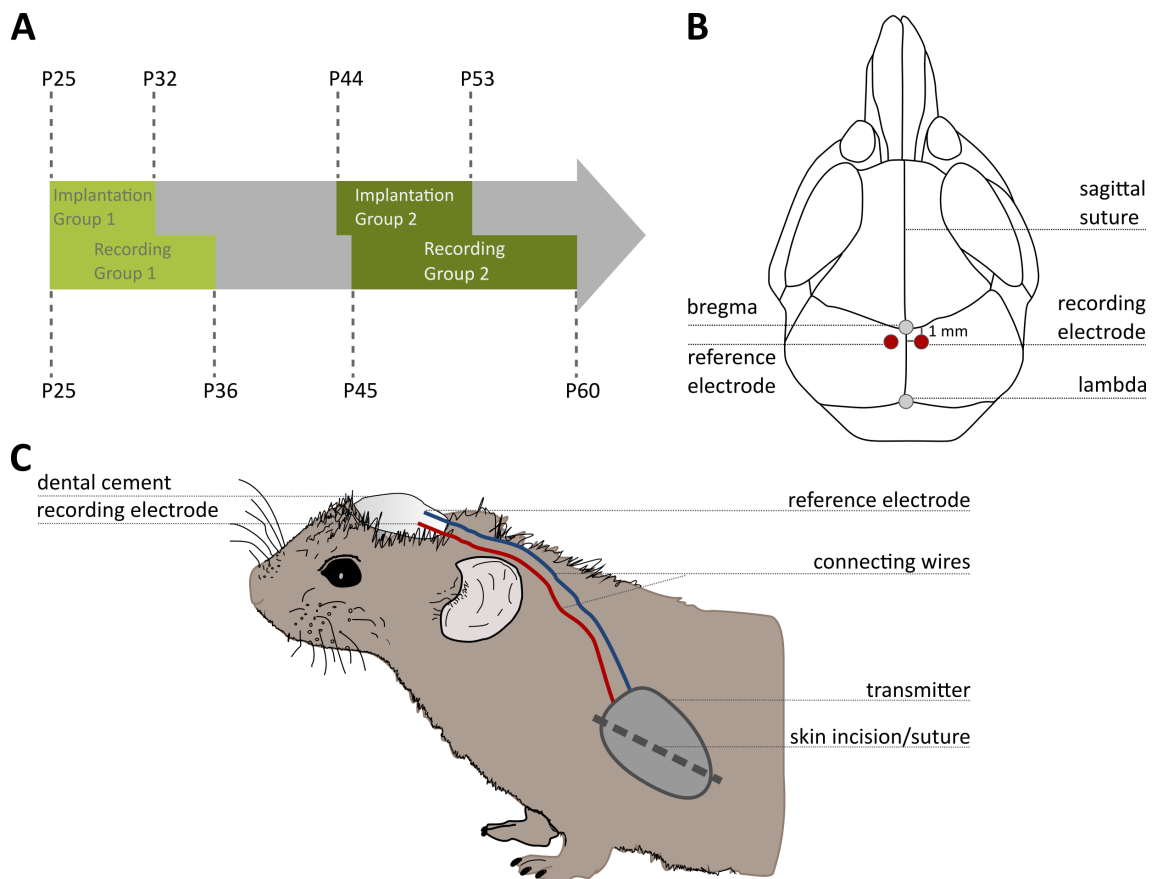 A
P25
P32
P44
P53
Implantation
Group 1
Implantation
Group 2
Recording
Group 1
Recording
Group 2
P25
P36
P45
P60
B
sagittal
suture
bregma
recording
electrode
1 mm
reference
electrode
lambda
C
dental cement
recording electrode
reference electrode
connecting wires
transmitter
skin incision/suture